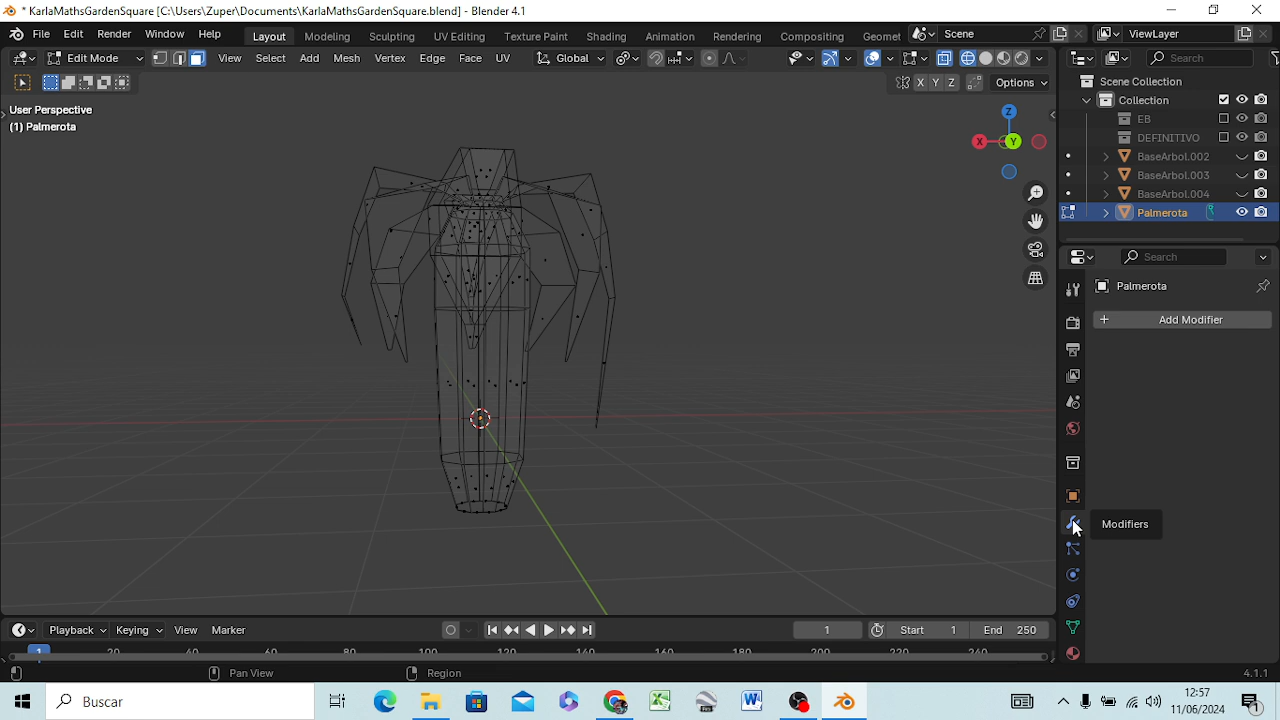 * KarlaMathsGardenSquare [C:\Users\Zuper\Documents\KarlaMathsGardenSquare.blend] - Blender 4.1
File Edit Render Window Help Layout Modeling Sculpting UV Editing Texture Paint Shading Animation Rendering Compositing Geomet Scene ViewLayer
Edit Mode View Select Add Mesh Vertex Edge Face UV Global Search
X Y Z Options
Scene Collection
User Perspective
(1) Palmerota
Collection
EB
DEFINITIVO
BaseArbol.002
BaseArbol.003
BaseArbol.004
Palmerota
Z
X
Y
Search
Palmerota
+ Add Modifier
Modifiers
Playback Keying View Marker 1 Start 1 End 250
1 20 40 60 80 100 120 140 160 180 200 220 240
Pan View Region 4.1.1
Buscar
12:57
11/06/2024
1